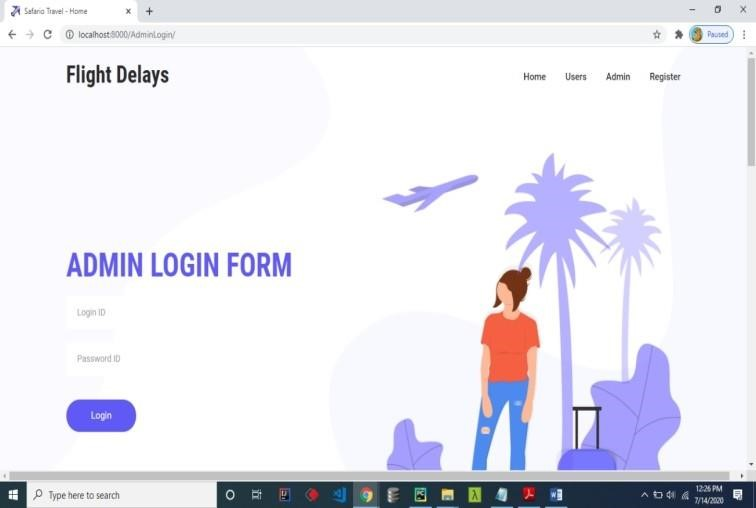 Safario Travel - Home
localhost:8000/AdminLogin/
Paused
Flight Delays
Home Users Admin Register
ADMIN LOGIN FORM
Login ID
Password ID
Login
Type here to search
12:26 PM
7/14/2020